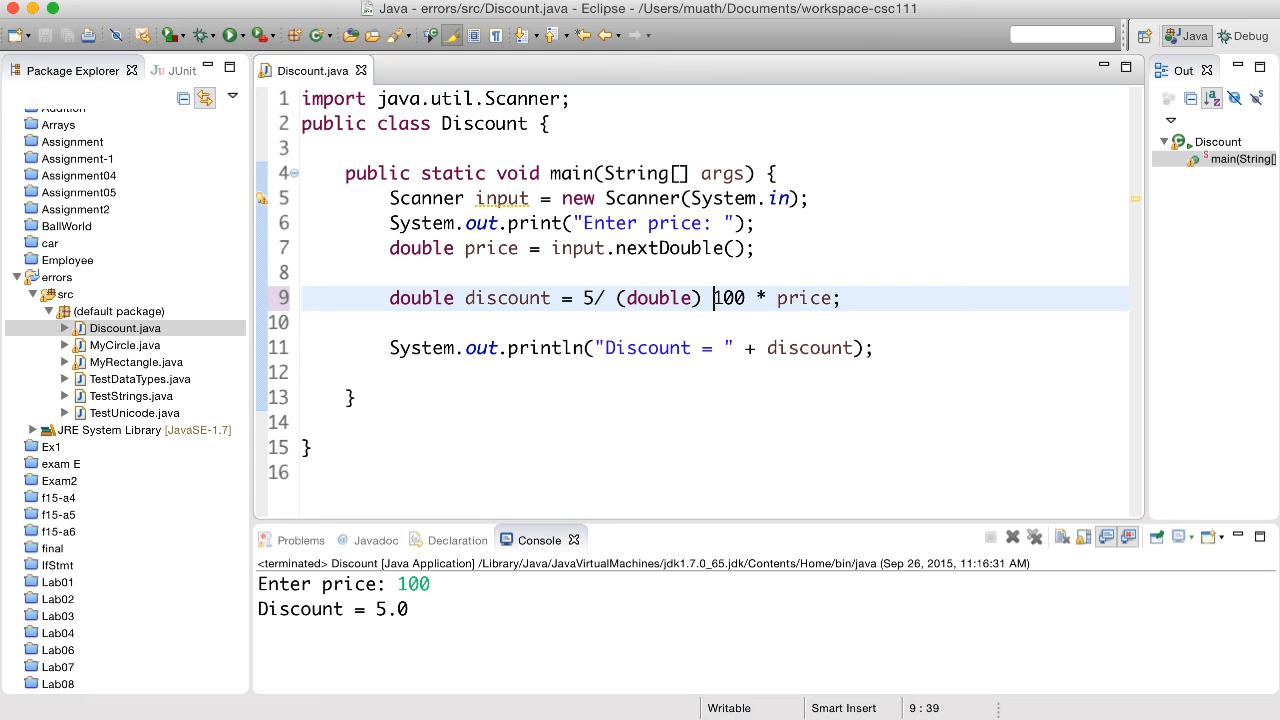 Java - errors/src/Discount.java - Eclipse - /Users/muath/Documents/workspace-csc111
Java
Debug
Package Explorer
JUnit
Addition
Arrays
Assignment
Assignment-1
Assignment04
Assignment05
Assignment2
BallWorld
car
Employee
errors
src
(default package)
Discount.java
MyCircle.java
MyRectangle.java
TestDataTypes.java
TestStrings.java
TestUnicode.java
JRE System Library [JavaSE-1.7]
Ex1
exam E
Exam2
f15-a4
f15-a5
f15-a6
final
IfStmt
Lab01
Lab02
Lab03
Lab04
Lab06
Lab07
Lab08
Discount.java
1 import java.util.Scanner;
2 public class Discount {
3
4 public static void main(String[] args) {
5 Scanner input = new Scanner(System.in);
6 System.out.print("Enter price: ");
7 double price = input.nextDouble();
8
9 double discount = 5/ (double) 100 * price;
10
11 System.out.println("Discount = " + discount);
12
13 }
14
15 }
16
Out
Discount
main(String[]
Problems
Javadoc
Declaration
Console
<terminated> Discount [Java Application] /Library/Java/JavaVirtualMachines/jdk1.7.0_65.jdk/Contents/Home/bin/java (Sep 26, 2015, 11:16:31 AM)
Enter price: 100
Discount = 5.0
Writable
Smart Insert
9 : 39